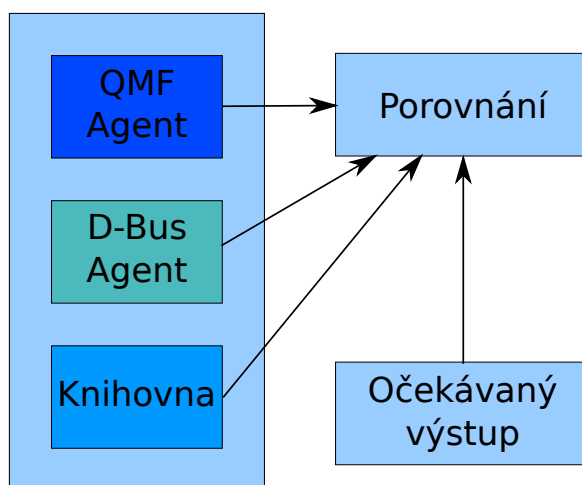 QMF
Agent
Porovnání
D-Bus
Agent
Knihovna
Očekávaný
výstup